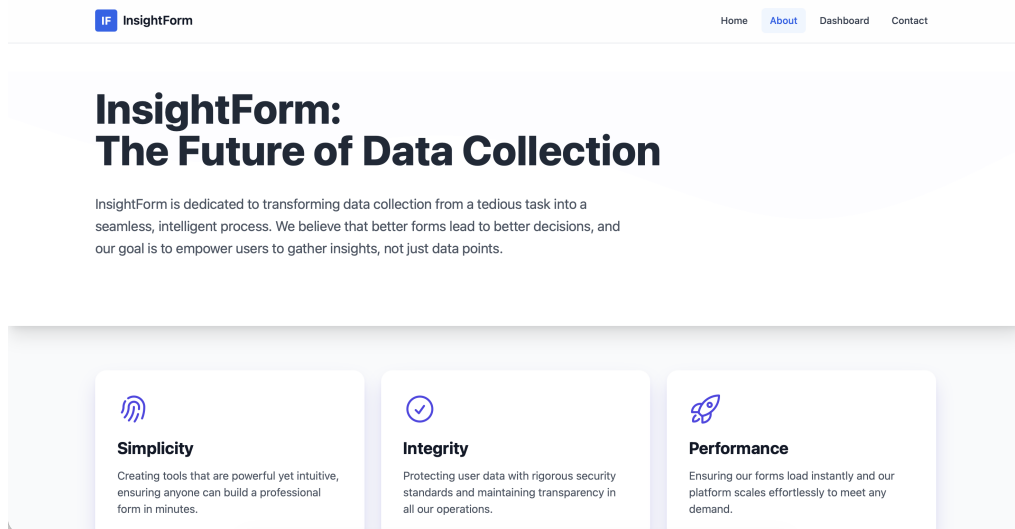 IF InsightForm
Home About Dashboard Contact
InsightForm:
The Future of Data Collection
InsightForm is dedicated to transforming data collection from a tedious task into a
seamless, intelligent process. We believe that better forms lead to better decisions, and
our goal is to empower users to gather insights, not just data points.
Simplicity
Creating tools that are powerful yet intuitive,
ensuring anyone can build a professional
form in minutes.
Integrity
Protecting user data with rigorous security
standards and maintaining transparency in
all our operations.
Performance
Ensuring our forms load instantly and our
platform scales effortlessly to meet any
demand.